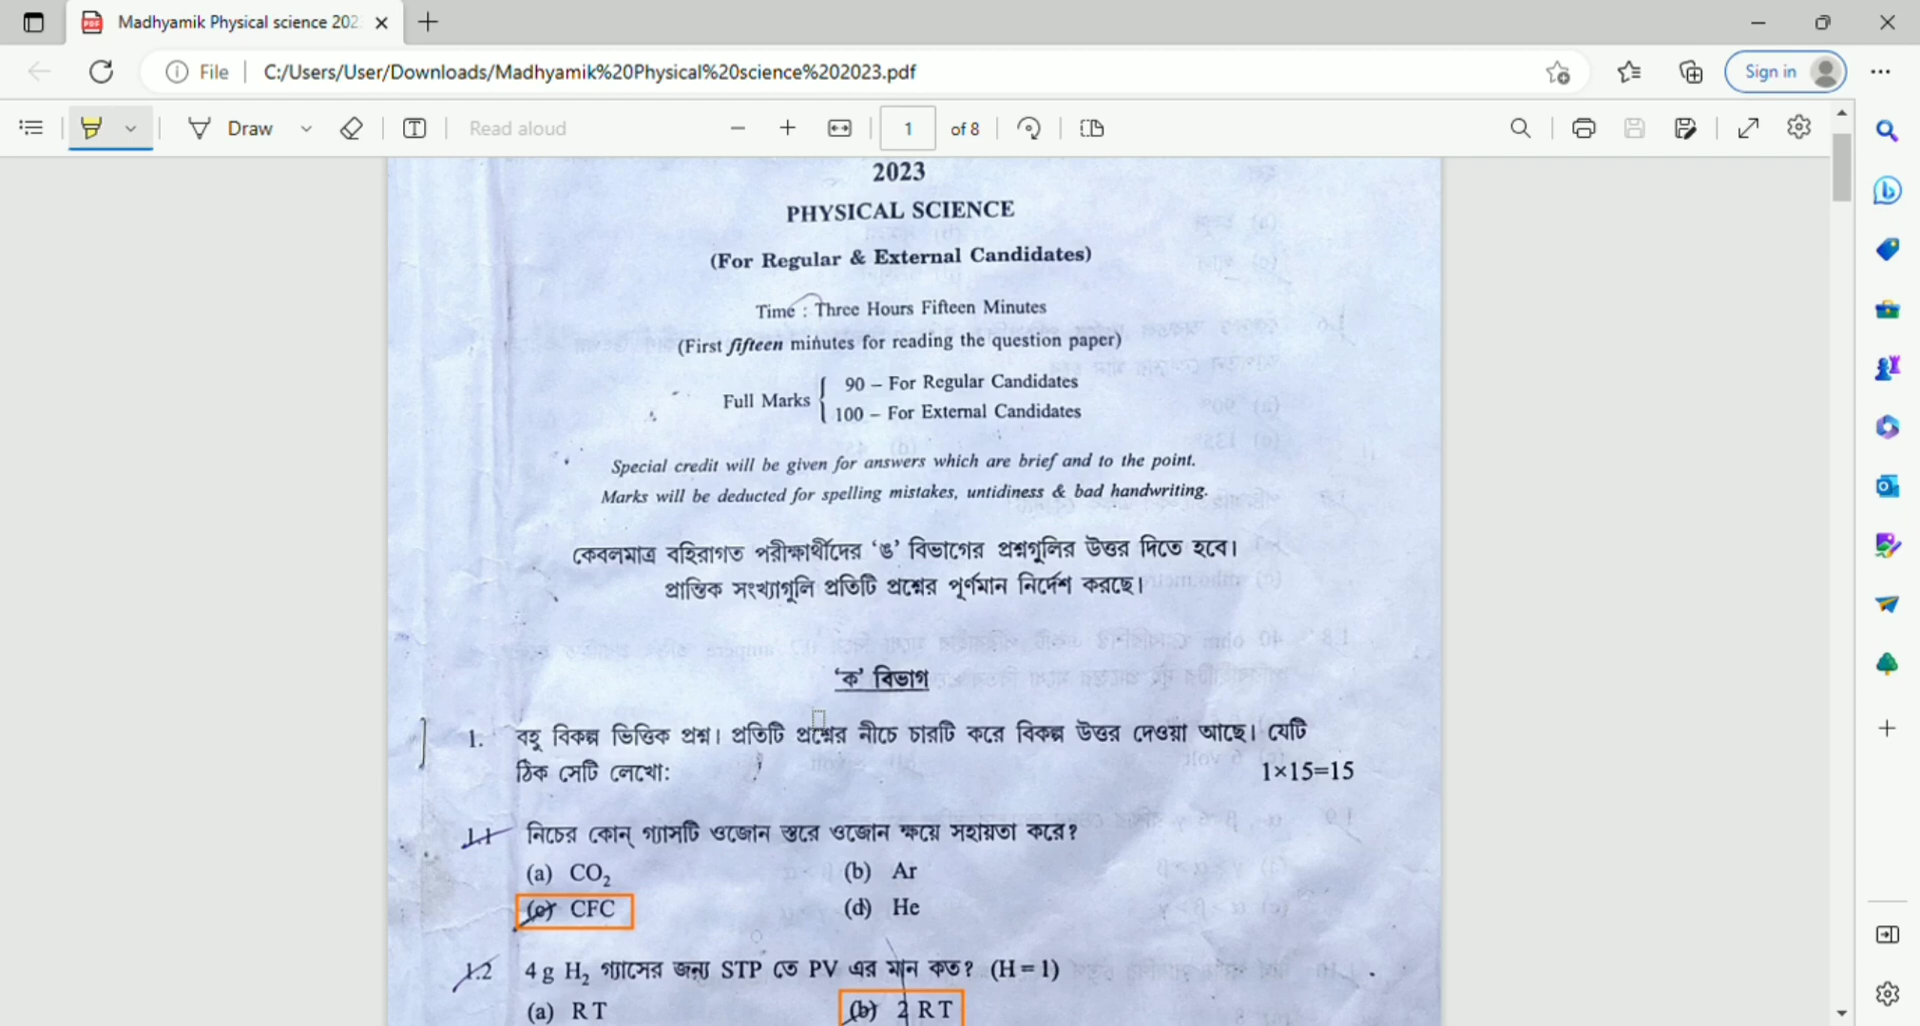 Madhyamik Physical science 202
File
C:/Users/User/Downloads/Madhyamik%20Physical%20science%202023.pdf
Sign in
Draw
Read aloud
1
of 8
2023
PHYSICAL SCIENCE
(For Regular & External Candidates)
Time : Three Hours Fifteen Minutes
(First fifteen minutes for reading the question paper)
Full Marks
90 – For Regular Candidates
100 – For External Candidates
Special credit will be given for answers which are brief and to the point.
Marks will be deducted for spelling mistakes, untidiness & bad handwriting.
কেবলমাত্র বহিরাগত পরীক্ষার্থীদের ‘ঙ’ বিভাগের প্রশ্নগুলির উত্তর দিতে হবে।
প্রান্তিক সংখ্যাগুলি প্রতিটি প্রশ্নের পূর্ণমান নির্দেশ করছে।
‘ক’ বিভাগ
1. বহু বিকল্প ভিত্তিক প্রশ্ন। প্রতিটি প্রশ্নের নীচে চারটি করে বিকল্প উত্তর দেওয়া আছে। যেটি
ঠিক সেটি লেখো: 1×15=15
1.1 নিচের কোন্ গ্যাসটি ওজোন স্তরে ওজোন ক্ষয়ে সহায়তা করে?
(a) CO₂ (b) Ar
(c) CFC (d) He
1.2 4 g H₂ গ্যাসের জন্য STP তে PV এর মান কত? (H = 1)
(a) R T (b) 2 R T